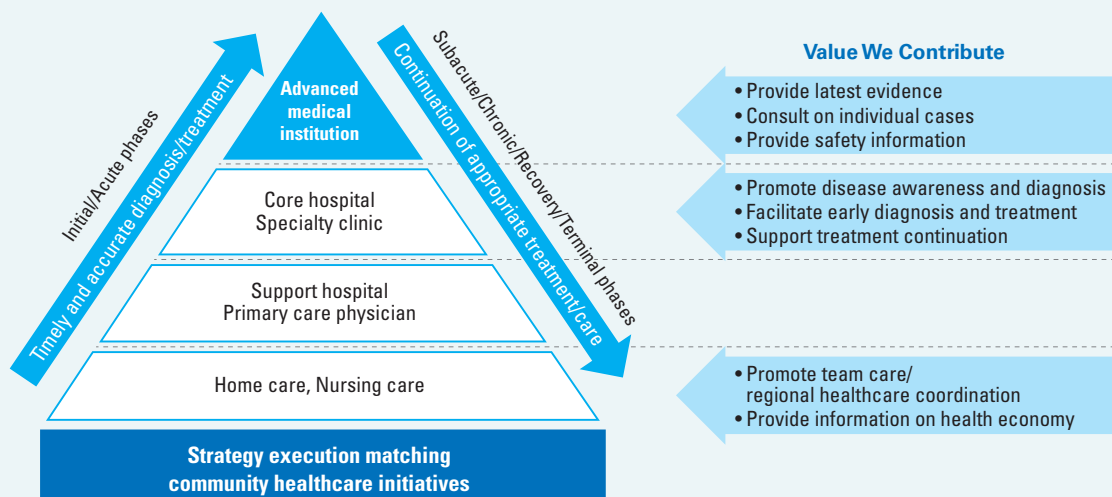 Initial/Acute phases
Timely and accurate diagnosis/treatment
Advanced
medical
institution
Core hospital
Specialty clinic
Support hospital
Primary care physician
Home care, Nursing care
Strategy execution matching
community healthcare initiatives
Subacute/Chronic/Recovery/Terminal phases
Continuation of appropriate treatment/care
Value We Contribute
• Provide latest evidence
• Consult on individual cases
• Provide safety information
• Promote disease awareness and diagnosis
• Facilitate early diagnosis and treatment
• Support treatment continuation
• Promote team care/
regional healthcare coordination
• Provide information on health economy